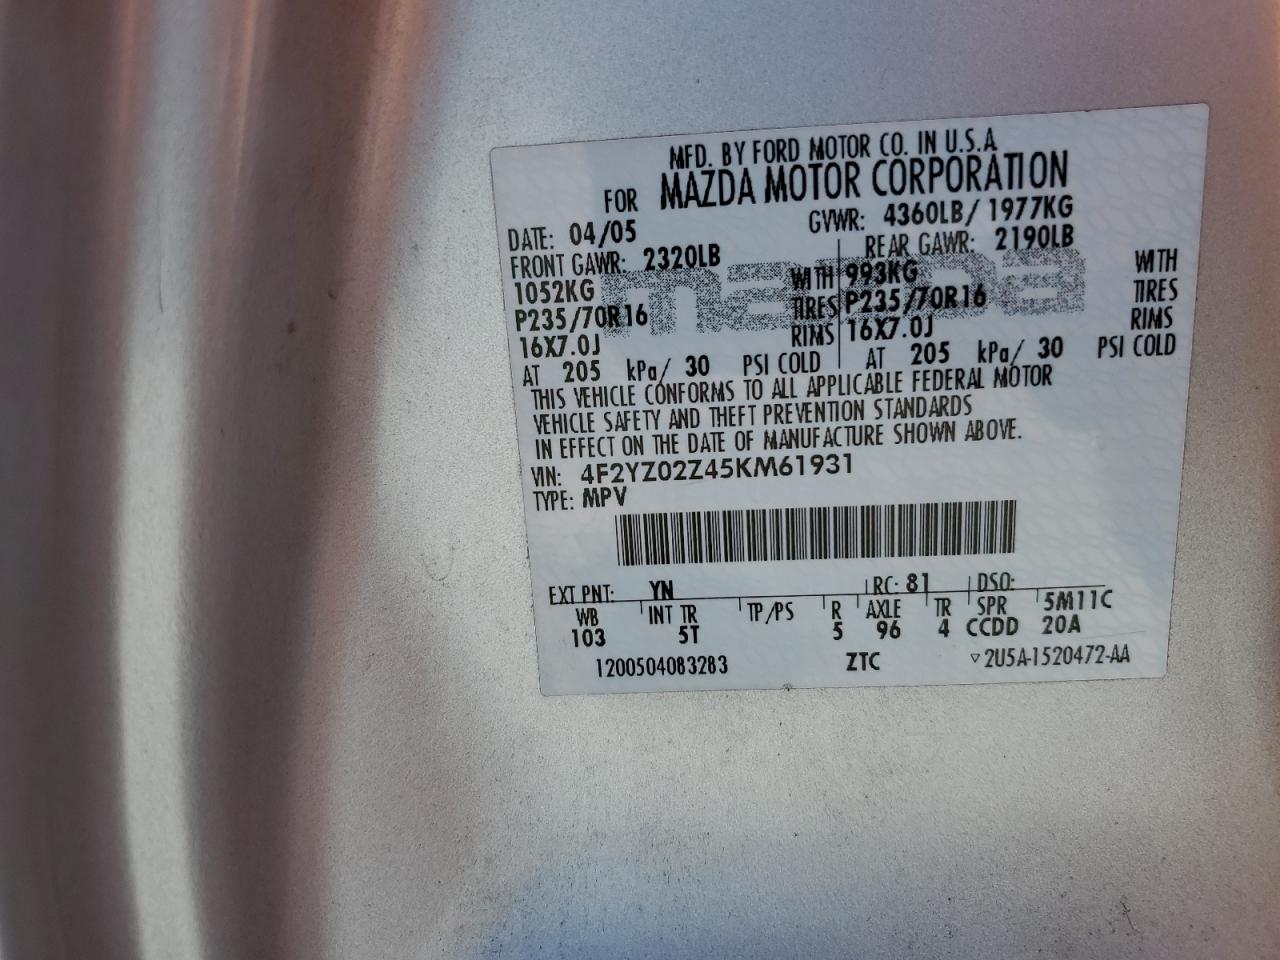 MFD. BY FORD MOTOR CO. IN U.S.A
FOR MAZDA MOTOR CORPORATION
DATE: 04/05 GVWR: 4360LB/ 1977KG
FRONT GAWR: 2320LB REAR GAWR: 2190LB
1052KG WITH 993KG WITH
P235/70R16 TIRES P235/70R16 TIRES
16X7.0J RIMS 16X7.0J RIMS
AT 205 kPa/ 30 PSI COLD AT 205 kPa/ 30 PSI COLD
mazda
THIS VEHICLE CONFORMS TO ALL APPLICABLE FEDERAL MOTOR
VEHICLE SAFETY AND THEFT PREVENTION STANDARDS
IN EFFECT ON THE DATE OF MANUFACTURE SHOWN ABOVE.
VIN: 4F2YZ02Z45KM61931
TYPE: MPV
EXT PNT: YN RC: 81 DSO:
WB INT TR TP/PS R AXLE TR SPR 5M11C
103 5T 5 96 4 CCDD 20A
1200504083283 ZTC ▿2U5A-1520472-AA